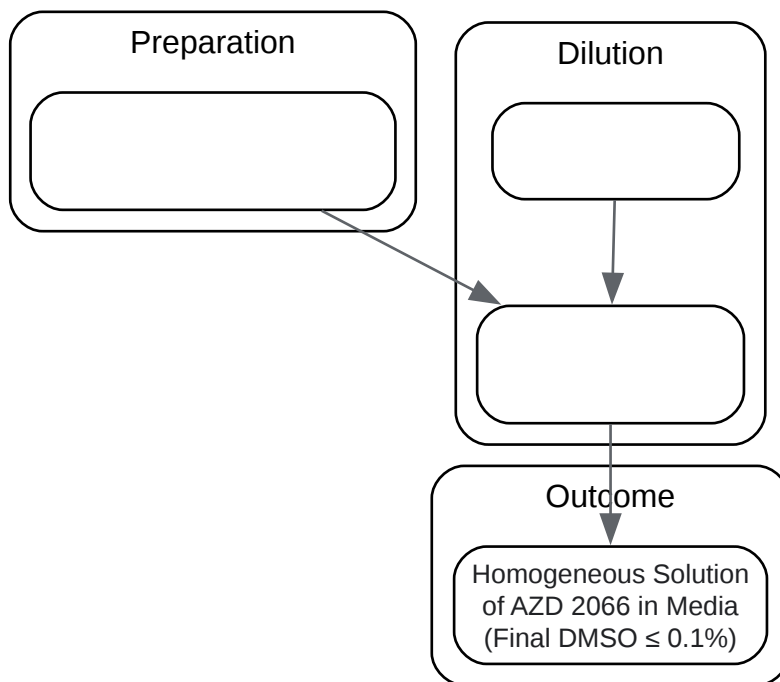 Preparation
Dilution
Outcome
Homogeneous Solution
of AZD 2066 in Media
(Final DMSO ≤ 0.1%)